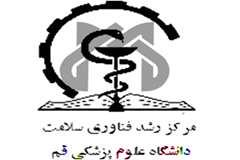 مرکز رشد فناوری سلامت
دانشگاه علوم پزشکی قم